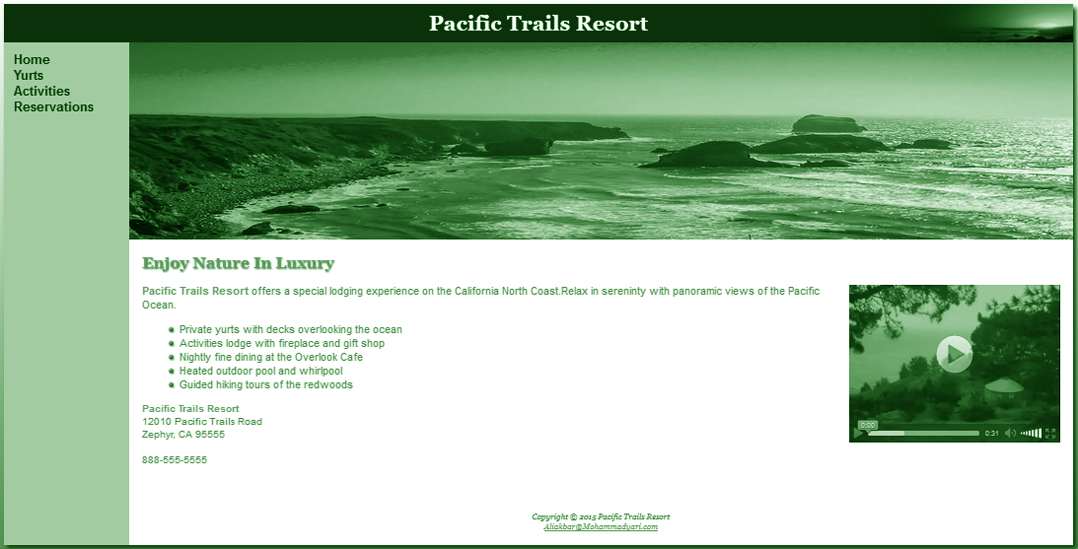 Pacific Trails Resort
Home
Yurts
Activities
Reservations
Enjoy Nature In Luxury
Pacific Trails Resort offers a special lodging experience on the California North Coast.Relax in sereninty with panoramic views of the Pacific
Ocean.
Private yurts with decks overlooking the ocean
Activities lodge with fireplace and gift shop
Nightly fine dining at the Overlook Cafe
Heated outdoor pool and whirlpool
Guided hiking tours of the redwoods
0:00
0:31
Pacific Trails Resort
12010 Pacific Trails Road
Zephyr, CA 95555
888-555-5555
Copyright © 2015 Pacific Trails Resort
Aliakbar@Mohammadyari.com